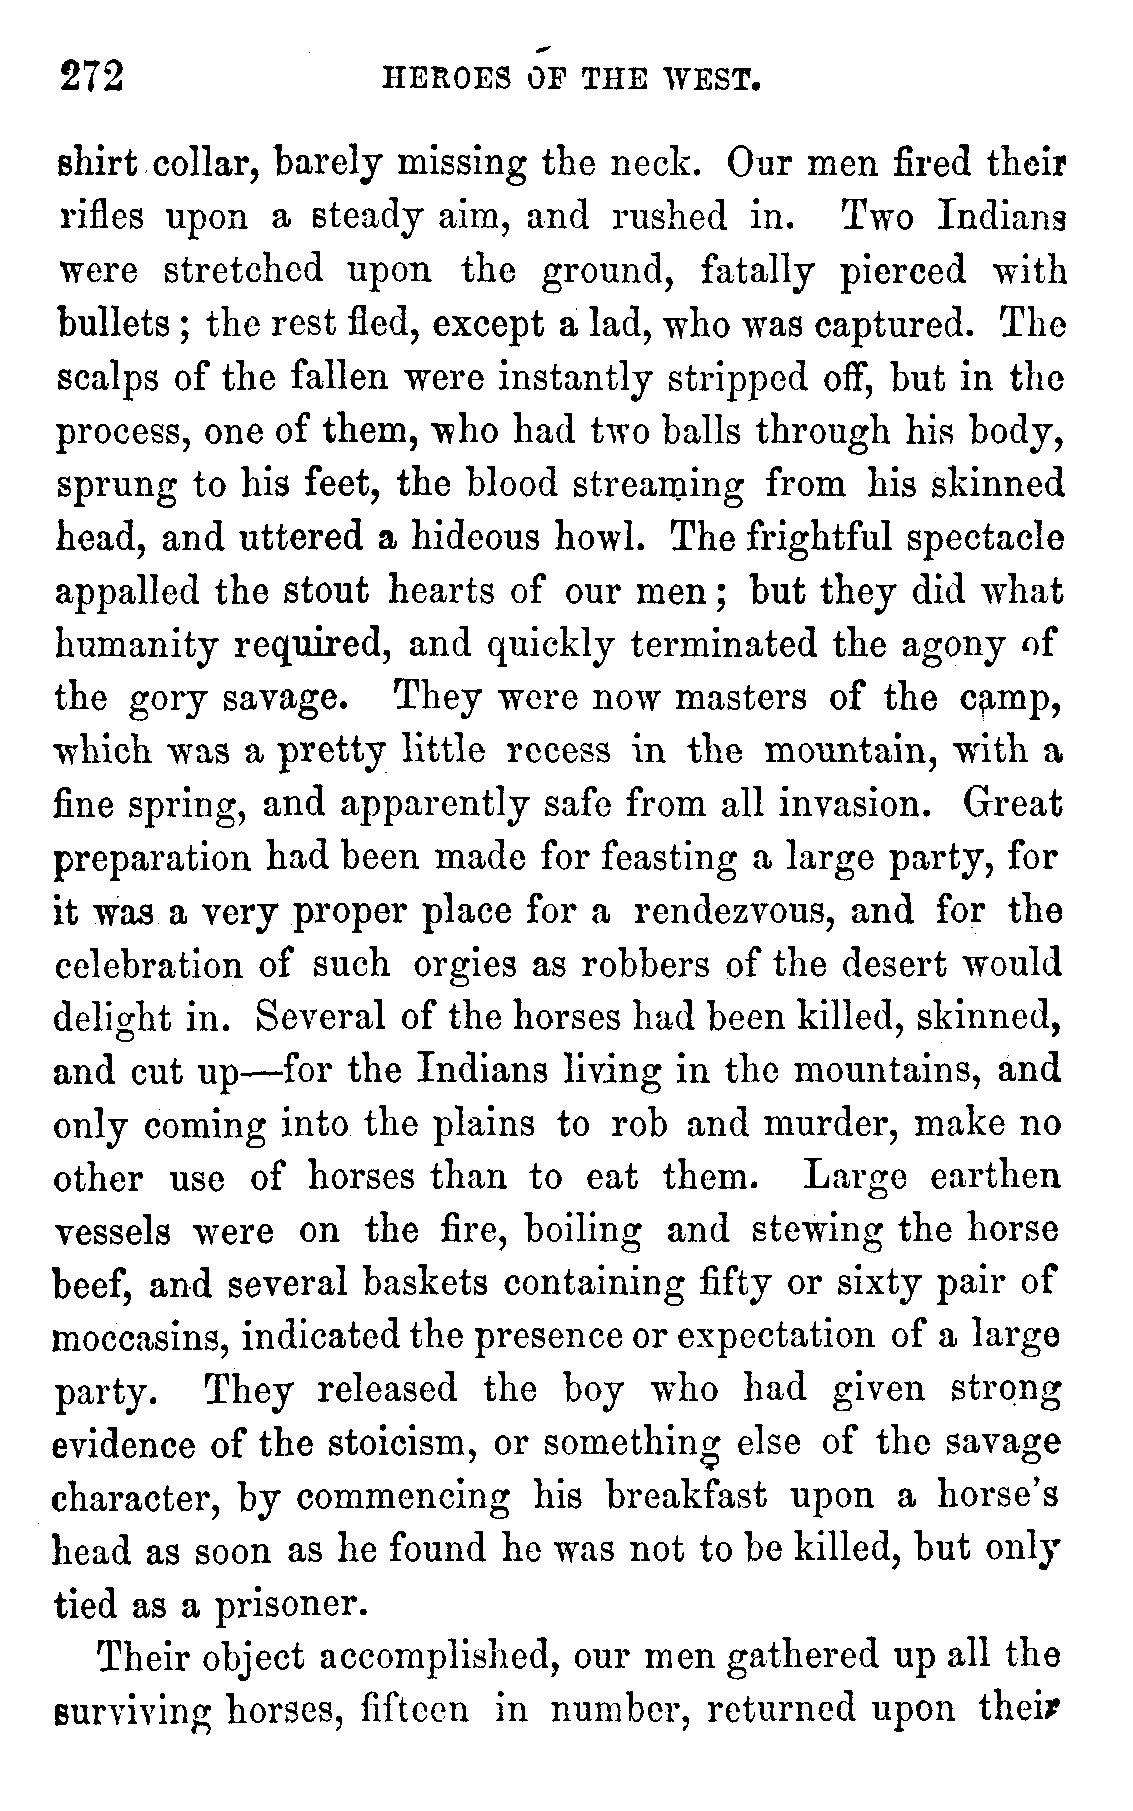 272 HEROES OF THE WEST.
shirt collar, barely missing the neck. Our men fired their
rifles upon a steady aim, and rushed in. Two Indians
were stretched upon the ground, fatally pierced with
bullets; the rest fled, except a lad, who was captured. The
scalps of the fallen were instantly stripped off, but in the
process, one of them, who had two balls through his body,
sprung to his feet, the blood streaming from his skinned
head, and uttered a hideous howl. The frightful spectacle
appalled the stout hearts of our men; but they did what
humanity required, and quickly terminated the agony of
the gory savage. They were now masters of the camp,
which was a pretty little recess in the mountain, with a
fine spring, and apparently safe from all invasion. Great
preparation had been made for feasting a large party, for
it was a very proper place for a rendezvous, and for the
celebration of such orgies as robbers of the desert would
delight in. Several of the horses had been killed, skinned,
and cut up—for the Indians living in the mountains, and
only coming into the plains to rob and murder, make no
other use of horses than to eat them. Large earthen
vessels were on the fire, boiling and stewing the horse
beef, and several baskets containing fifty or sixty pair of
moccasins, indicated the presence or expectation of a large
party. They released the boy who had given strong
evidence of the stoicism, or something else of the savage
character, by commencing his breakfast upon a horse's
head as soon as he found he was not to be killed, but only
tied as a prisoner.
Their object accomplished, our men gathered up all the
surviving horses, fifteen in number, returned upon their